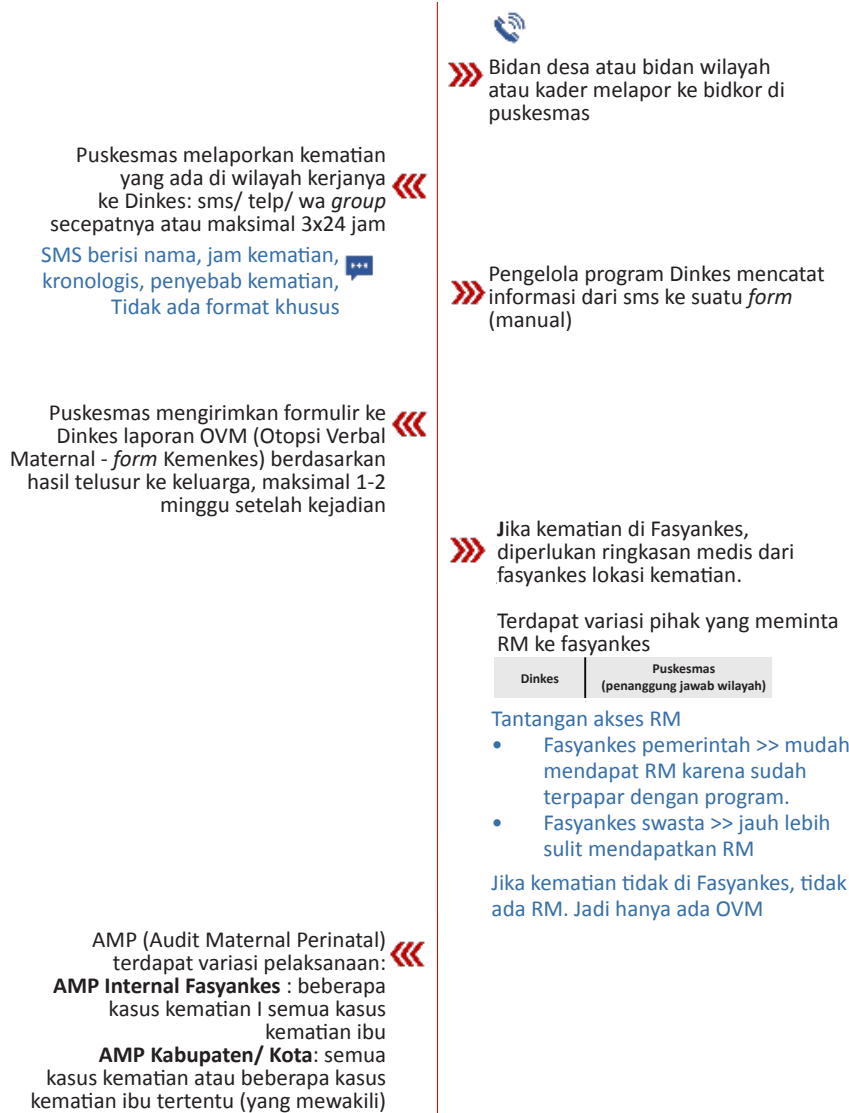 Bidan desa atau bidan wilayah
atau kader melapor ke bidkor di
puskesmas
Puskesmas melaporkan kematian
yang ada di wilayah kerjanya
ke Dinkes: sms/ telp/ wa group
secepatnya atau maksimal 3x24 jam
SMS berisi nama, jam kematian,
kronologis, penyebab kematian,
Tidak ada format khusus
Pengelola program Dinkes mencatat
informasi dari sms ke suatu form
(manual)
Puskesmas mengirimkan formulir ke
Dinkes laporan OVM (Otopsi Verbal
Maternal - form Kemenkes) berdasarkan
hasil telusur ke keluarga, maksimal 1-2
minggu setelah kejadian
Jika kematian di Fasyankes,
diperlukan ringkasan medis dari
fasyankes lokasi kematian.
Terdapat variasi pihak yang meminta
RM ke fasyankes
Dinkes
Puskesmas
(penanggung jawab wilayah)
Tantangan akses RM
• Fasyankes pemerintah >> mudah
mendapat RM karena sudah
terpapar dengan program.
• Fasyankes swasta >> jauh lebih
sulit mendapatkan RM
Jika kematian tidak di Fasyankes, tidak
ada RM. Jadi hanya ada OVM
AMP (Audit Maternal Perinatal)
terdapat variasi pelaksanaan:
AMP Internal Fasyankes : beberapa
kasus kematian I semua kasus
kematian ibu
AMP Kabupaten/ Kota: semua
kasus kematian atau beberapa kasus
kematian ibu tertentu (yang mewakili)